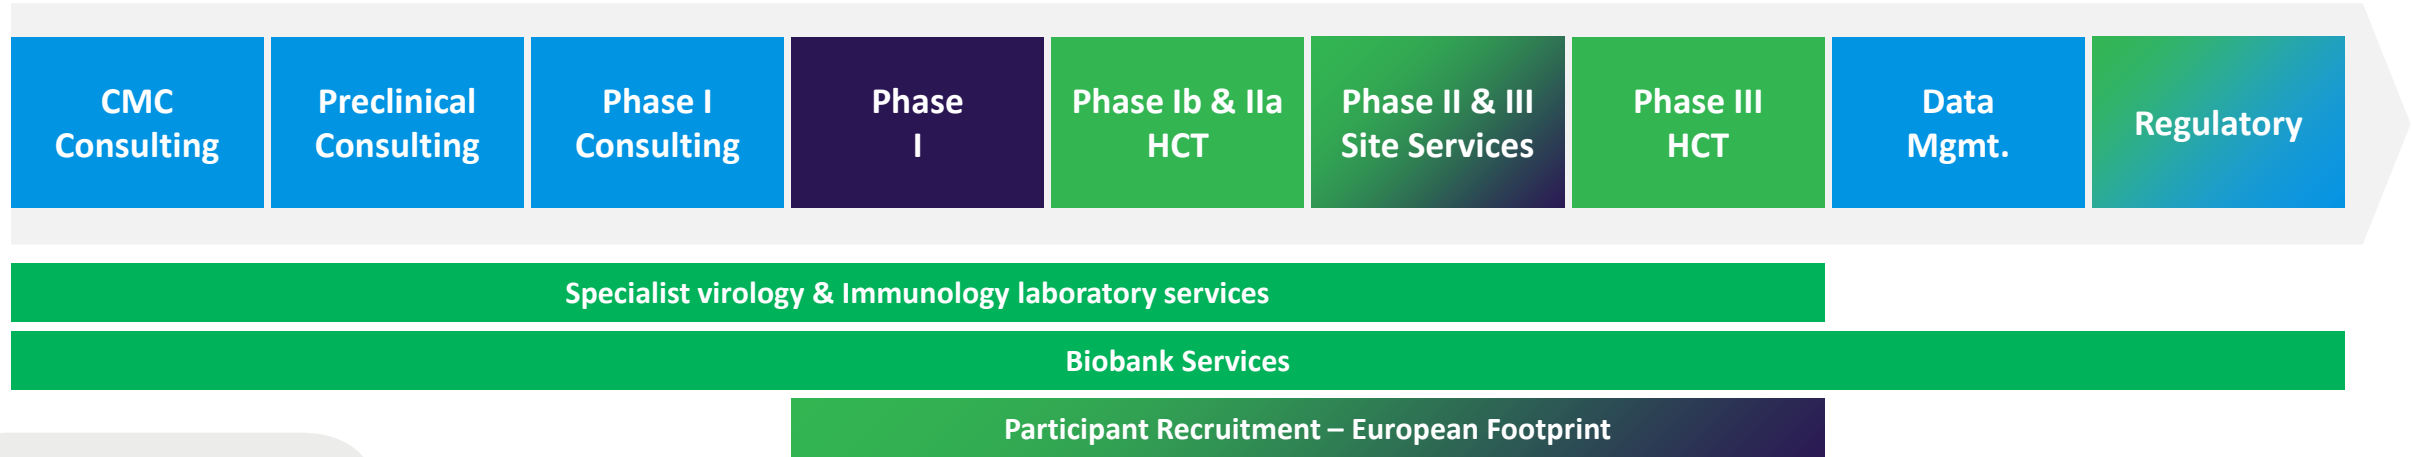 CMC
Consulting
Preclinical
Consulting
Phase I
Consulting
Phase
I
Phase Ib & IIa
HCT
Phase II & III
Site Services
Phase III
HCT
Data
Mgmt.
Regulatory
Specialist virology & Immunology laboratory services
Biobank Services
Participant Recruitment – European Footprint